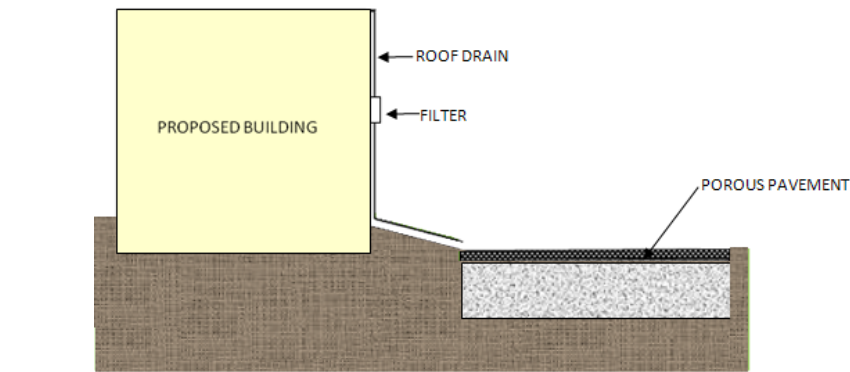 ROOF DRAIN
FILTER
PROPOSED BUILDING
POROUS PAVEMENT